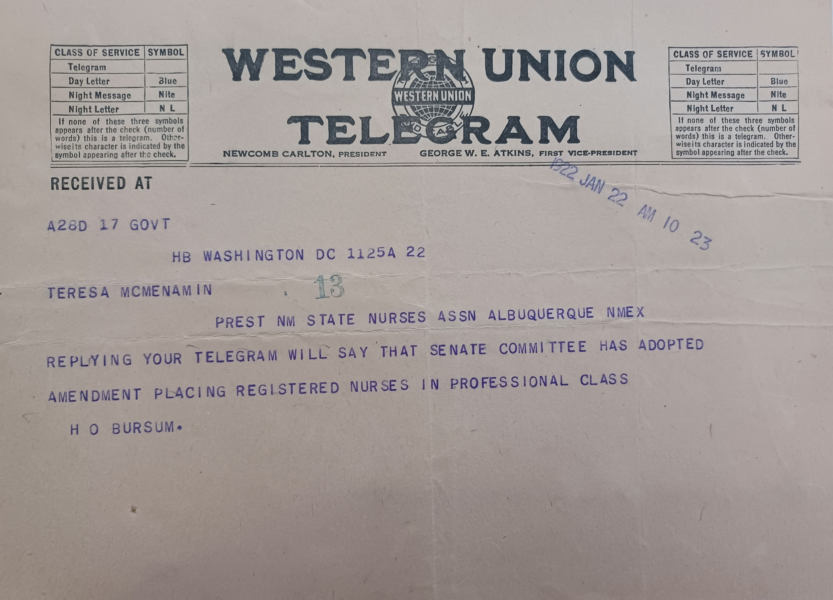 CLASS OF SERVICE SYMBOL
Telegram
Day Letter Blue
Night Message Nite
Night Letter N L
If none of these three symbols
appears after the check (number of
words) this is a telegram. Other-
wise its character is indicated by the
symbol appearing after the check.
WESTERN UNION
WESTERN UNION
TELEGRAM
NEWCOMB CARLTON, PRESIDENT GEORGE W. E. ATKINS, FIRST VICE-PRESIDENT
CLASS OF SERVICE SYMBOL
Telegram
Day Letter Blue
Night Message Nite
Night Letter N L
If none of these three symbols
appears after the check (number of
words) this is a telegram. Other-
wise its character is indicated by the
symbol appearing after the check.
RECEIVED AT
1922 JAN 22 AM 10 23
A28D 17 GOVT
HB WASHINGTON DC 1125A 22
TERESA MCMENAMIN 13
PREST NM STATE NURSES ASSN ALBUQUERQUE NMEX
REPLYING YOUR TELEGRAM WILL SAY THAT SENATE COMMITTEE HAS ADOPTED
AMENDMENT PLACING REGISTERED NURSES IN PROFESSIONAL CLASS
H O BURSUM.